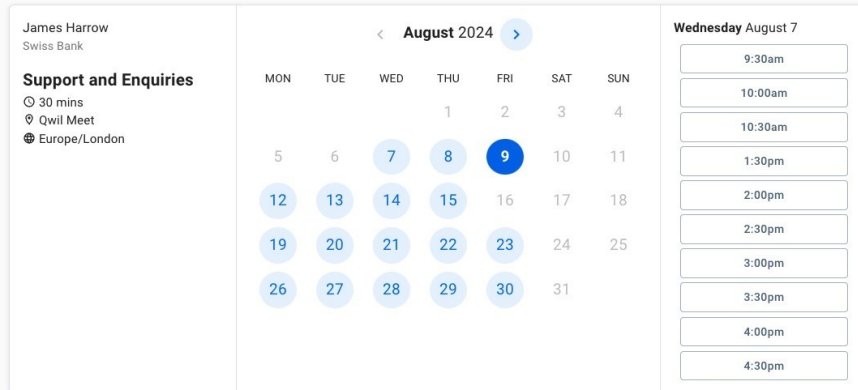 James Harrow
Swiss Bank
Support and Enquiries
30 mins
Qwil Meet
Europe/London
< August 2024 >
MON TUE WED THU FRI SAT SUN
1 2 3 4
5 6 7 8 9 10 11
12 13 14 15 16 17 18
19 20 21 22 23 24 25
26 27 28 29 30 31
Wednesday August 7
9:30am
10:00am
10:30am
1:30pm
2:00pm
2:30pm
3:00pm
3:30pm
4:00pm
4:30pm